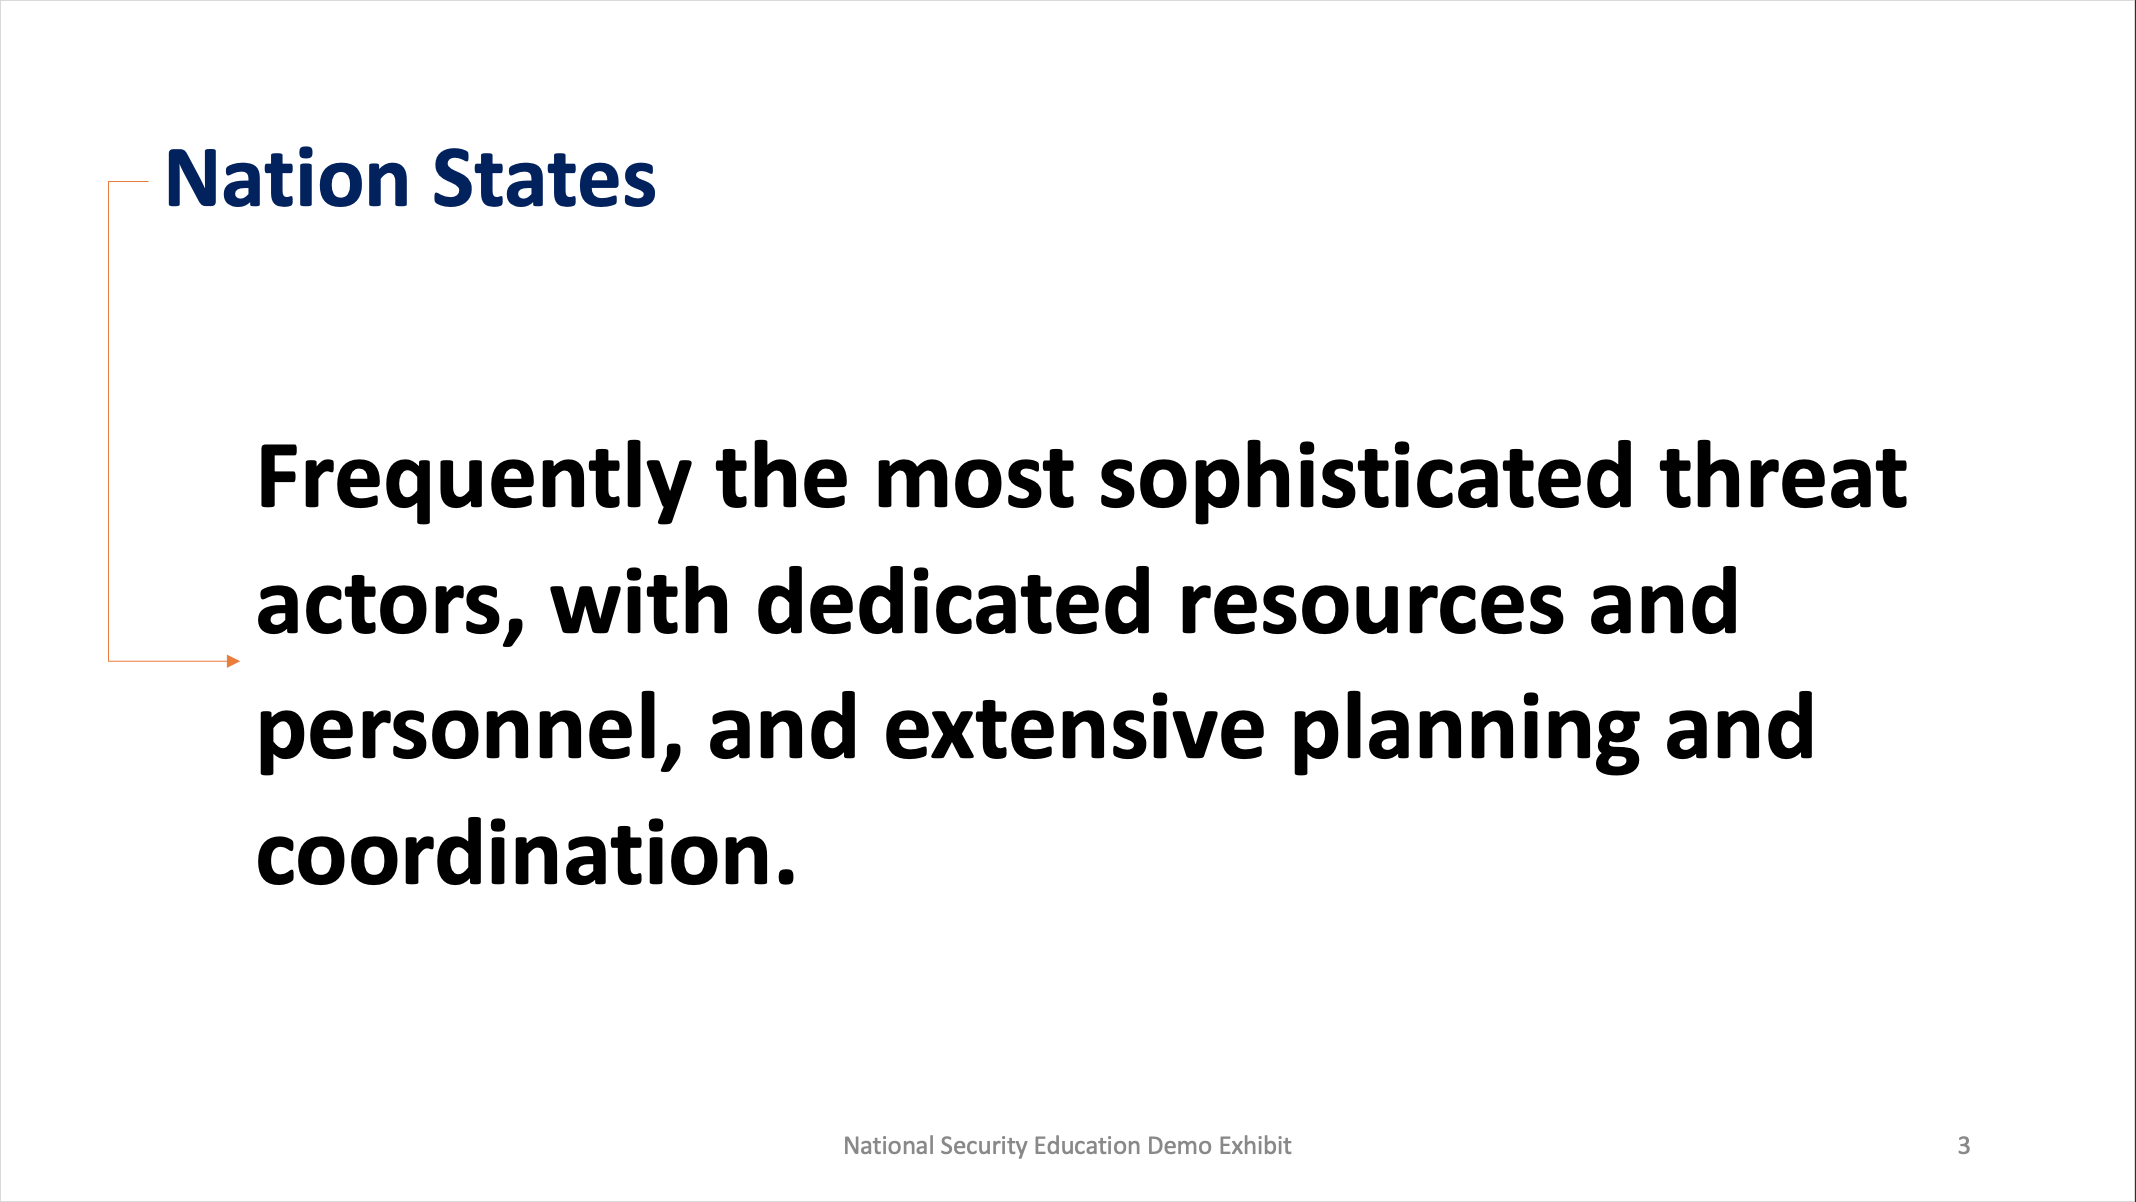 Nation States
Frequently the most sophisticated threat
actors, with dedicated resources and
personnel, and extensive planning and
coordination.
National Security Education Demo Exhibit
3